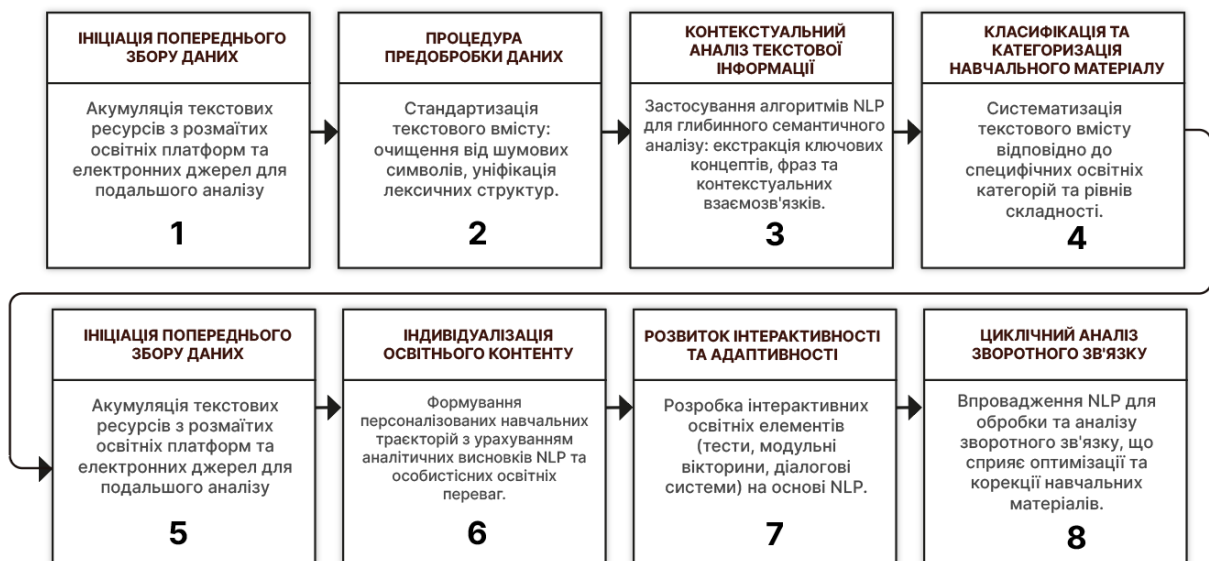 ІНІЦІАЦІЯ ПОПЕРЕДНЬОГО
ЗБОРУ ДАНИХ
Акумуляція текстових
ресурсів з розмаїтих
освітніх платформ та
електронних джерел для
подальшого аналізу
1
ПРОЦЕДУРА
ПРЕДОБРОБКИ ДАНИХ
Стандартизація
текстового вмісту:
очищення від шумових
символів, уніфікація
лексичних структур.
2
КОНТЕКСТУАЛЬНИЙ
АНАЛІЗ ТЕКСТОВОЇ
ІНФОРМАЦІЇ
Застосування алгоритмів NLP
для глибинного семантичного
аналізу: екстракція ключових
концептів, фраз та
контекстуальних
взаємозв'язків.
3
КЛАСИФІКАЦІЯ ТА
КАТЕГОРИЗАЦІЯ
НАВЧАЛЬНОГО МАТЕРІАЛУ
Систематизація
текстового вмісту
відповідно до
специфічних освітніх
категорій та рівнів
складності.
4
ІНІЦІАЦІЯ ПОПЕРЕДНЬОГО
ЗБОРУ ДАНИХ
Акумуляція текстових
ресурсів з розмаїтих
освітніх платформ та
електронних джерел для
подальшого аналізу
5
ІНДИВІДУАЛІЗАЦІЯ
ОСВІТНЬОГО КОНТЕНТУ
Формування
персоналізованих навчальних
траєкторій з урахуванням
аналітичних висновків NLP та
особистісних освітніх
переваг.
6
РОЗВИТОК ІНТЕРАКТИВНОСТІ
ТА АДАПТИВНОСТІ
Розробка інтерактивних
освітніх елементів
(тести, модульні
вікторини, діалогові
системи) на основі NLP.
7
ЦИКЛІЧНИЙ АНАЛІЗ
ЗВОРОТНОГО ЗВ'ЯЗКУ
Впровадження NLP для
обробки та аналізу
зворотного зв'язку, що
сприяє оптимізації та
корекції навчальних
матеріалів.
8